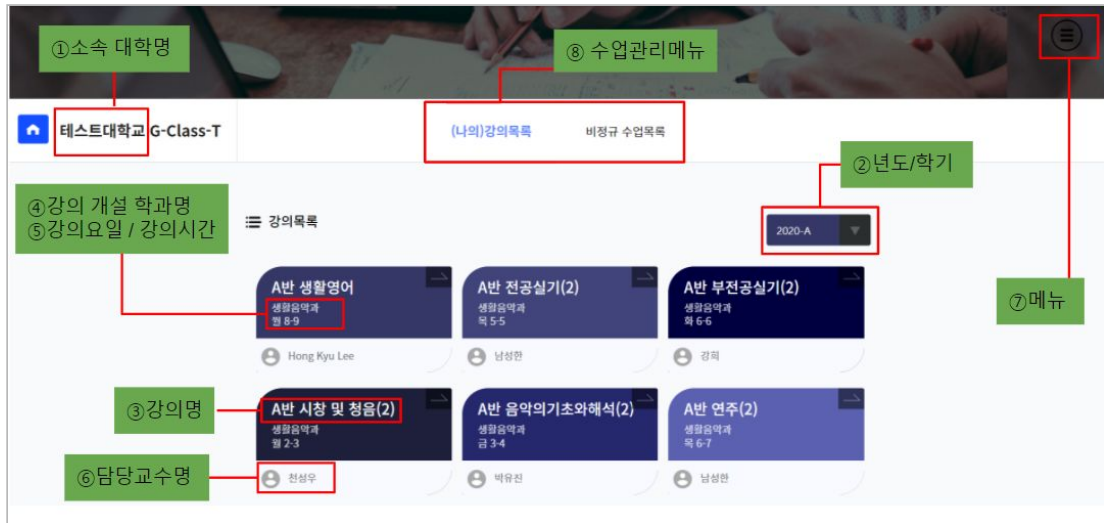 ①소속 대학명
⑧ 수업관리메뉴
테스트대학교 G-Class-T
(나의)강의목록
비정규 수업목록
②년도/학기
④강의 개설 학과명
⑤강의요일 / 강의시간
강의목록
2020-A
A반 생활영어
생활음악과
월 8-9
Hong Kyu Lee
A반 전공실기(2)
생활음악과
목 5-5
남성한
A반 부전공실기(2)
생활음악과
화 6-6
강희
⑦메뉴
③강의명
A반 시창 및 청음(2)
생활음악과
월 2-3
⑥담당교수명
천성우
A반 음악의기초와해석(2)
생활음악과
금 3-4
박유진
A반 연주(2)
생활음악과
목 6-7
남성한